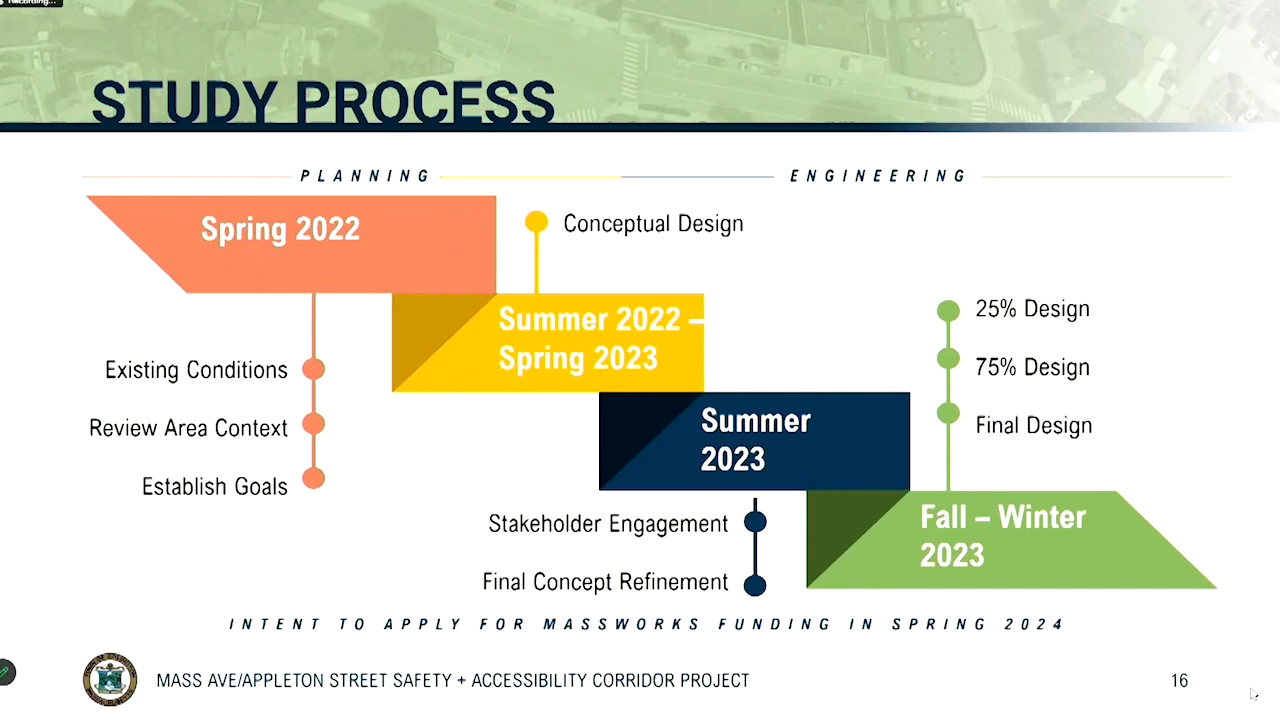 Recording...
STUDY PROCESS
PLANNING
ENGINEERING
Spring 2022
Conceptual Design
Summer 2022 –
Spring 2023
Existing Conditions
Review Area Context
Establish Goals
Summer
2023
25% Design
75% Design
Final Design
Stakeholder Engagement
Final Concept Refinement
Fall – Winter
2023
INTENT TO APPLY FOR MASSWORKS FUNDING IN SPRING 2024
MASS AVE/APPLETON STREET SAFETY + ACCESSIBILITY CORRIDOR PROJECT
16